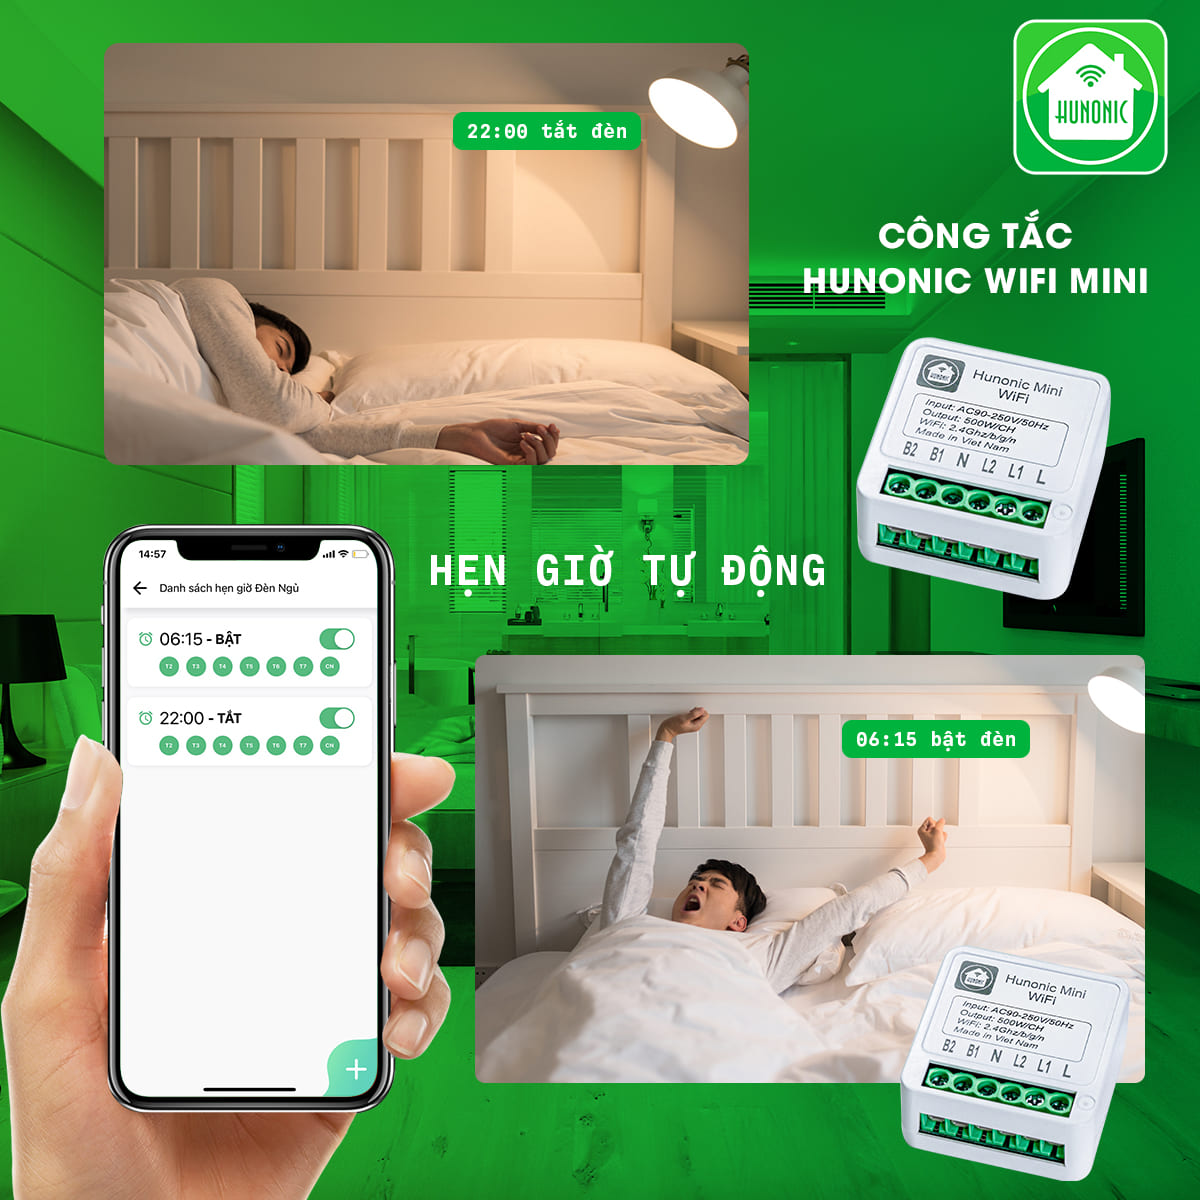 22:00 tắt đèn
HUNONIC
CÔNG TẮC
HUNONIC WIFI MINI
HUNONIC
Hunonic Mini
WiFi
Input: AC90-250V/50Hz
Output: 500W/CH
WiFi: 2.4Ghz/b/g/n
Made in Viet Nam
B2 B1 N L2 L1 L
HẸN GIỜ TỰ ĐỘNG
14:57
Danh sách hẹn giờ Đèn Ngủ
06:15 - BẬT
T2 T3 T4 T5 T6 T7 CN
22:00 - TẮT
T2 T3 T4 T5 T6 T7 CN
+
06:15 bật đèn
HUNONIC
Hunonic Mini
WiFi
Input: AC90-250V/50Hz
Output: 500W/CH
WiFi: 2.4Ghz/b/g/n
Made in Viet Nam
B2 B1 N L2 L1 L